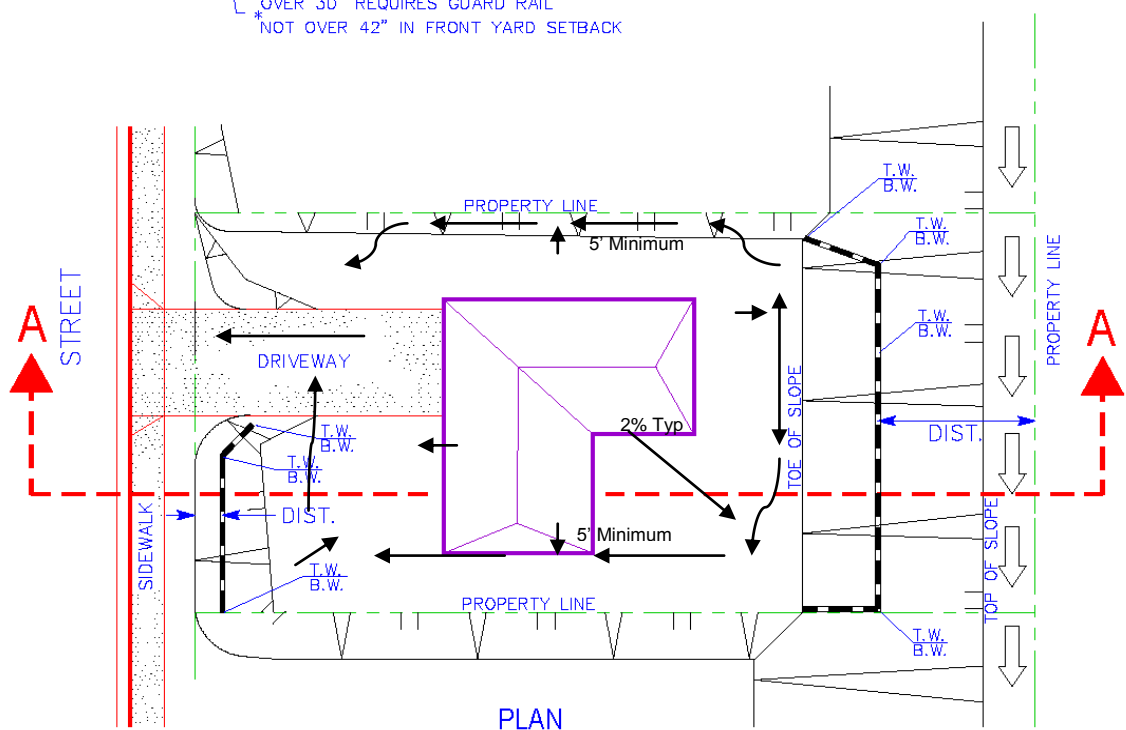 OVER 30" REQUIRES GUARD RAIL
*NOT OVER 42" IN FRONT YARD SETBACK
T.W.
B.W.
PROPERTY LINE
T.W.
B.W.
5' Minimum
PROPERTY LINE
STREET
A
A
T.W.
B.W.
DRIVEWAY
TOE OF SLOPE
2% Typ
DIST.
T.W.
B.W.
T.W.
B.W.
SIDEWALK
DIST.
5' Minimum
TOP OF SLOPE
T.W.
B.W.
PROPERTY LINE
T.W.
B.W.
PLAN